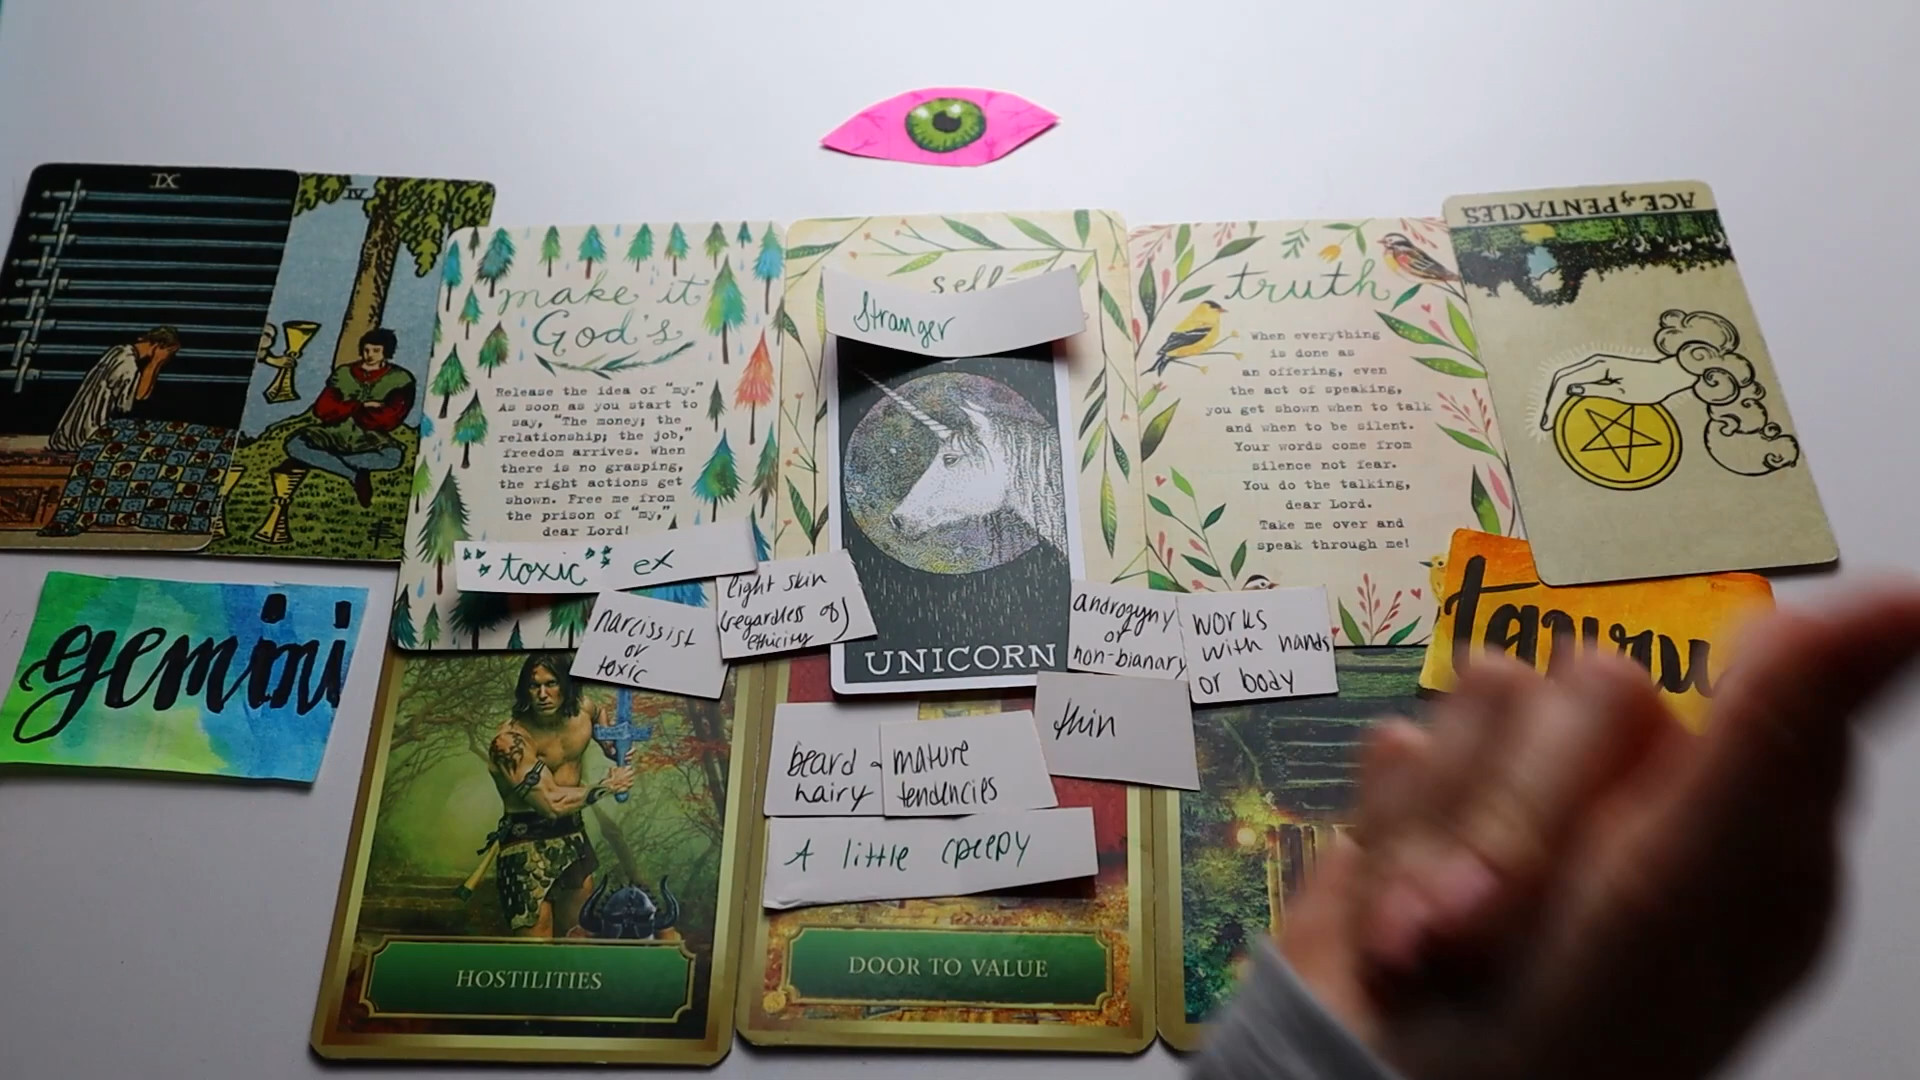 IX
IV
make it
God's
Release the idea of "my."
As soon as you start to
say, "The money; the
relationship; the job,"
freedom arrives. When
there is no grasping,
the right actions get
shown. Free me from
the prison of "my,"
dear Lord!
self
Stranger
UNICORN
truth
When everything
is done as
an offering, even
the act of speaking,
you get shown when to talk
and when to be silent.
Your words come from
silence not fear.
You do the talking,
dear Lord.
Take me over and
speak through me!
ACE of PENTACLES.
gemini
"toxic" ex
narcissist
or
toxic
light skin
(regardless of)
ethicity
androgyny
or
non-bianary
works
with hands
or body
tauru
thin
beard
hairy
mature
tendencies
A little creepy
HOSTILITIES
DOOR TO VALUE